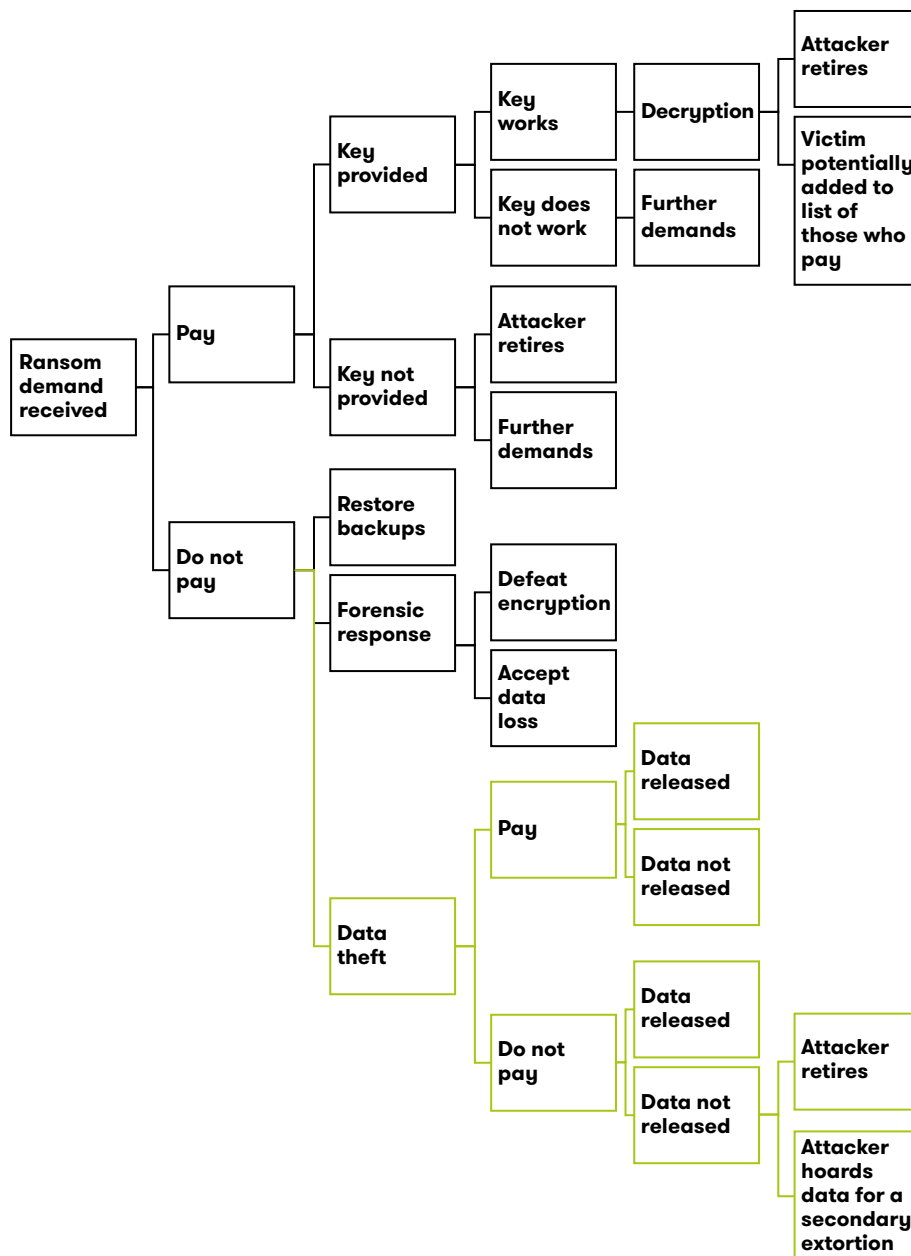 Attacker
retires
Key
works
Decryption
Victim
potentially
added to
list of
those who
pay
Key
provided
Key does
not work
Further
demands
Pay
Attacker
retires
Ransom
demand
received
Key not
provided
Further
demands
Restore
backups
Do not
pay
Forensic
response
Defeat
encryption
Accept
data
loss
Data
released
Pay
Data not
released
Data
theft
Data
released
Do not
pay
Attacker
retires
Data not
released
Attacker
hoards
data for a
secondary
extortion